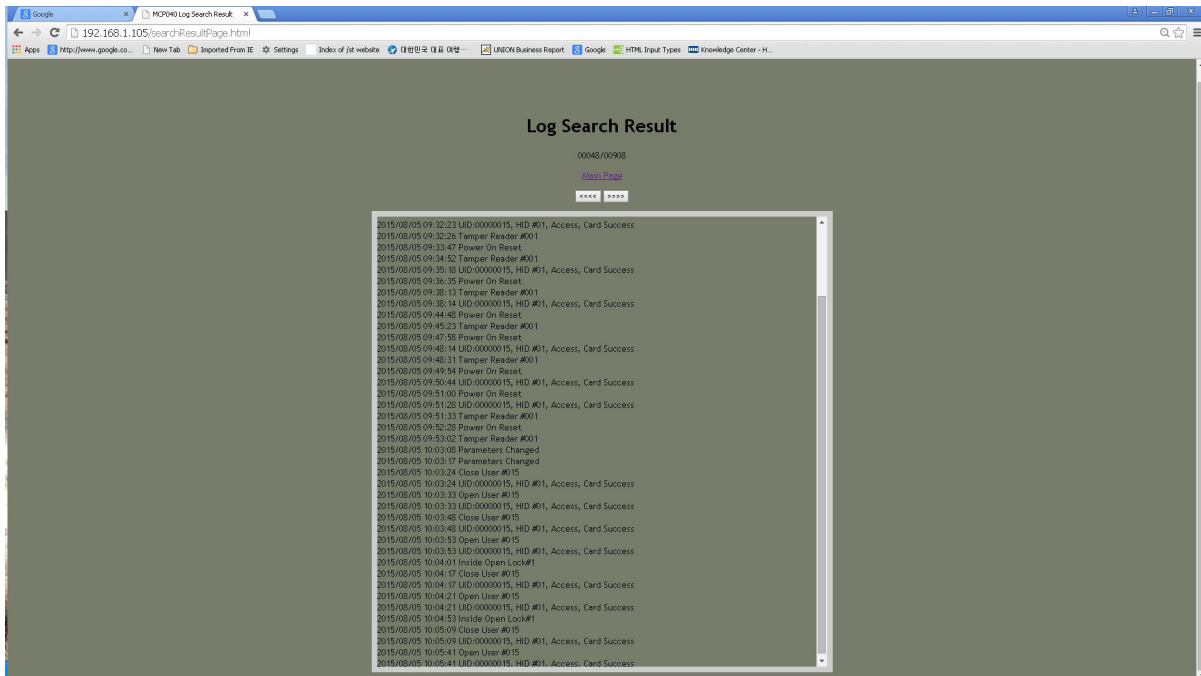 Google
MCP040 Log Search Result
192.168.1.105/searchResultPage.html
Apps http://www.google.co... New Tab Imported From IE Settings Index of /st website 대한민국 대표 여행… UNION Business Report Google HTML Input Types Knowledge Center - H...
Log Search Result
00048/00908
Main Page
<<<< >>>>
2015/08/05 09:32:23 UID:00000015, HID #01, Access, Card Success
2015/08/05 09:32:26 Tamper Reader #001
2015/08/05 09:33:47 Power On Reset
2015/08/05 09:34:52 Tamper Reader #001
2015/08/05 09:35:18 UID:00000015, HID #01, Access, Card Success
2015/08/05 09:36:35 Power On Reset
2015/08/05 09:38:13 Tamper Reader #001
2015/08/05 09:38:14 UID:00000015, HID #01, Access, Card Success
2015/08/05 09:44:48 Power On Reset
2015/08/05 09:45:23 Tamper Reader #001
2015/08/05 09:47:58 Power On Reset
2015/08/05 09:48:14 UID:00000015, HID #01, Access, Card Success
2015/08/05 09:48:31 Tamper Reader #001
2015/08/05 09:49:54 Power On Reset
2015/08/05 09:50:44 UID:00000015, HID #01, Access, Card Success
2015/08/05 09:51:00 Power On Reset
2015/08/05 09:51:28 UID:00000015, HID #01, Access, Card Success
2015/08/05 09:51:33 Tamper Reader #001
2015/08/05 09:52:28 Power On Reset
2015/08/05 09:53:02 Tamper Reader #001
2015/08/05 10:03:08 Parameters Changed
2015/08/05 10:03:17 Parameters Changed
2015/08/05 10:03:24 Close User #015
2015/08/05 10:03:24 UID:00000015, HID #01, Access, Card Success
2015/08/05 10:03:33 Open User #015
2015/08/05 10:03:33 UID:00000015, HID #01, Access, Card Success
2015/08/05 10:03:48 Close User #015
2015/08/05 10:03:48 UID:00000015, HID #01, Access, Card Success
2015/08/05 10:03:53 Open User #015
2015/08/05 10:03:53 UID:00000015, HID #01, Access, Card Success
2015/08/05 10:04:01 Inside Open Lock#1
2015/08/05 10:04:17 Close User #015
2015/08/05 10:04:17 UID:00000015, HID #01, Access, Card Success
2015/08/05 10:04:21 Open User #015
2015/08/05 10:04:21 UID:00000015, HID #01, Access, Card Success
2015/08/05 10:04:53 Inside Open Lock#1
2015/08/05 10:05:09 Close User #015
2015/08/05 10:05:09 UID:00000015, HID #01, Access, Card Success
2015/08/05 10:05:41 Open User #015
2015/08/05 10:05:41 UID:00000015, HID #01, Access, Card Success